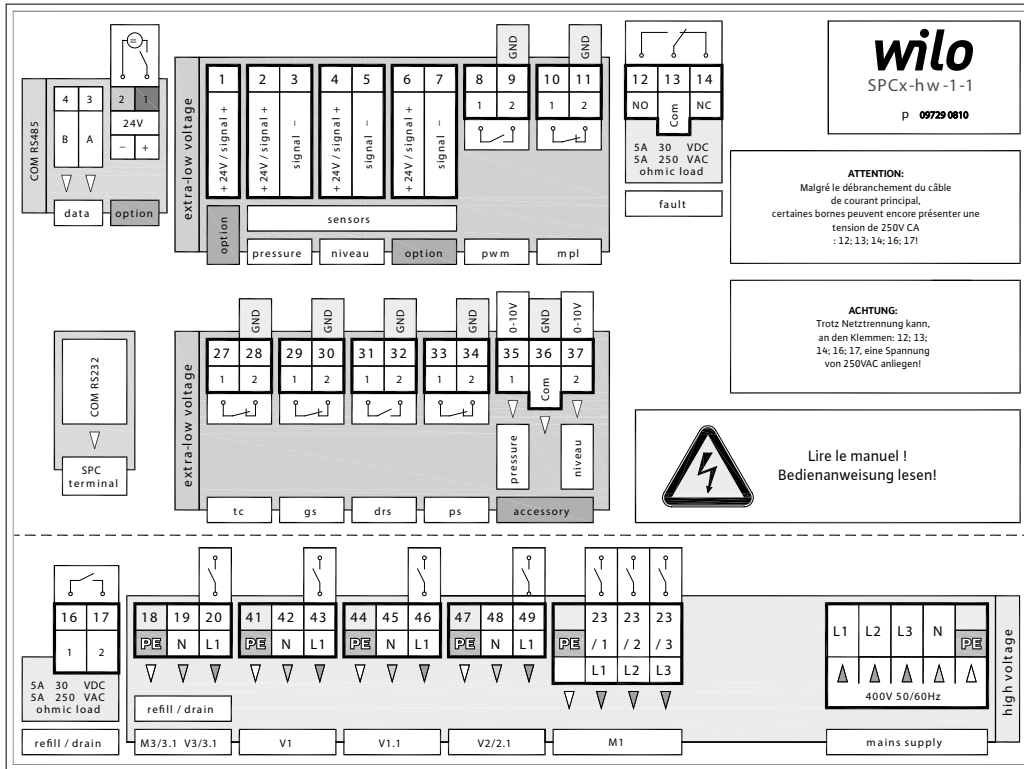 COM RS485
4 3 2 1
B A 24V
− +
data option
extra-low voltage
GND GND
1 2 3 4 5 6 7 8 9 10 11
1 2 1 2
+ 24V / signal +
+ 24V / signal +
signal −
+ 24V / signal +
signal −
+ 24V / signal +
signal −
option
sensors
pressure niveau option pwm mpl
12 13 14
NO Com NC
5A 30 VDC
5A 250 VAC
ohmic load
fault
wilo
SPCx-hw-1-1
p 09729 0810
ATTENTION:
Malgré le débranchement du câble
de courant principal,
certaines bornes peuvent encore présenter une
tension de 250V CA
: 12; 13; 14; 16; 17!
ACHTUNG:
Trotz Netztrennung kann,
an den Klemmen: 12; 13;
14; 16; 17, eine Spannung
von 250VAC anliegen!
Lire le manuel !
Bedienanweisung lesen!
COM RS232
SPC
terminal
extra-low voltage
GND GND GND GND 0-10V GND 0-10V
27 28 29 30 31 32 33 34 35 36 37
1 2 1 2 1 2 1 2 1 Com 2
pressure niveau
tc gs drs ps accessory
16 17
1 2
5A 30 VDC
5A 250 VAC
ohmic load
refill / drain
18 19 20 41 42 43 44 45 46 47 48 49 23 23 23
PE N L1 PE N L1 PE N L1 PE N L1 PE / 1 / 2 / 3
L1 L2 L3
refill / drain
M3/3.1 V3/3.1 V1 V1.1 V2/2.1 M1
L1 L2 L3 N PE
400V 50/60Hz
mains supply
high voltage